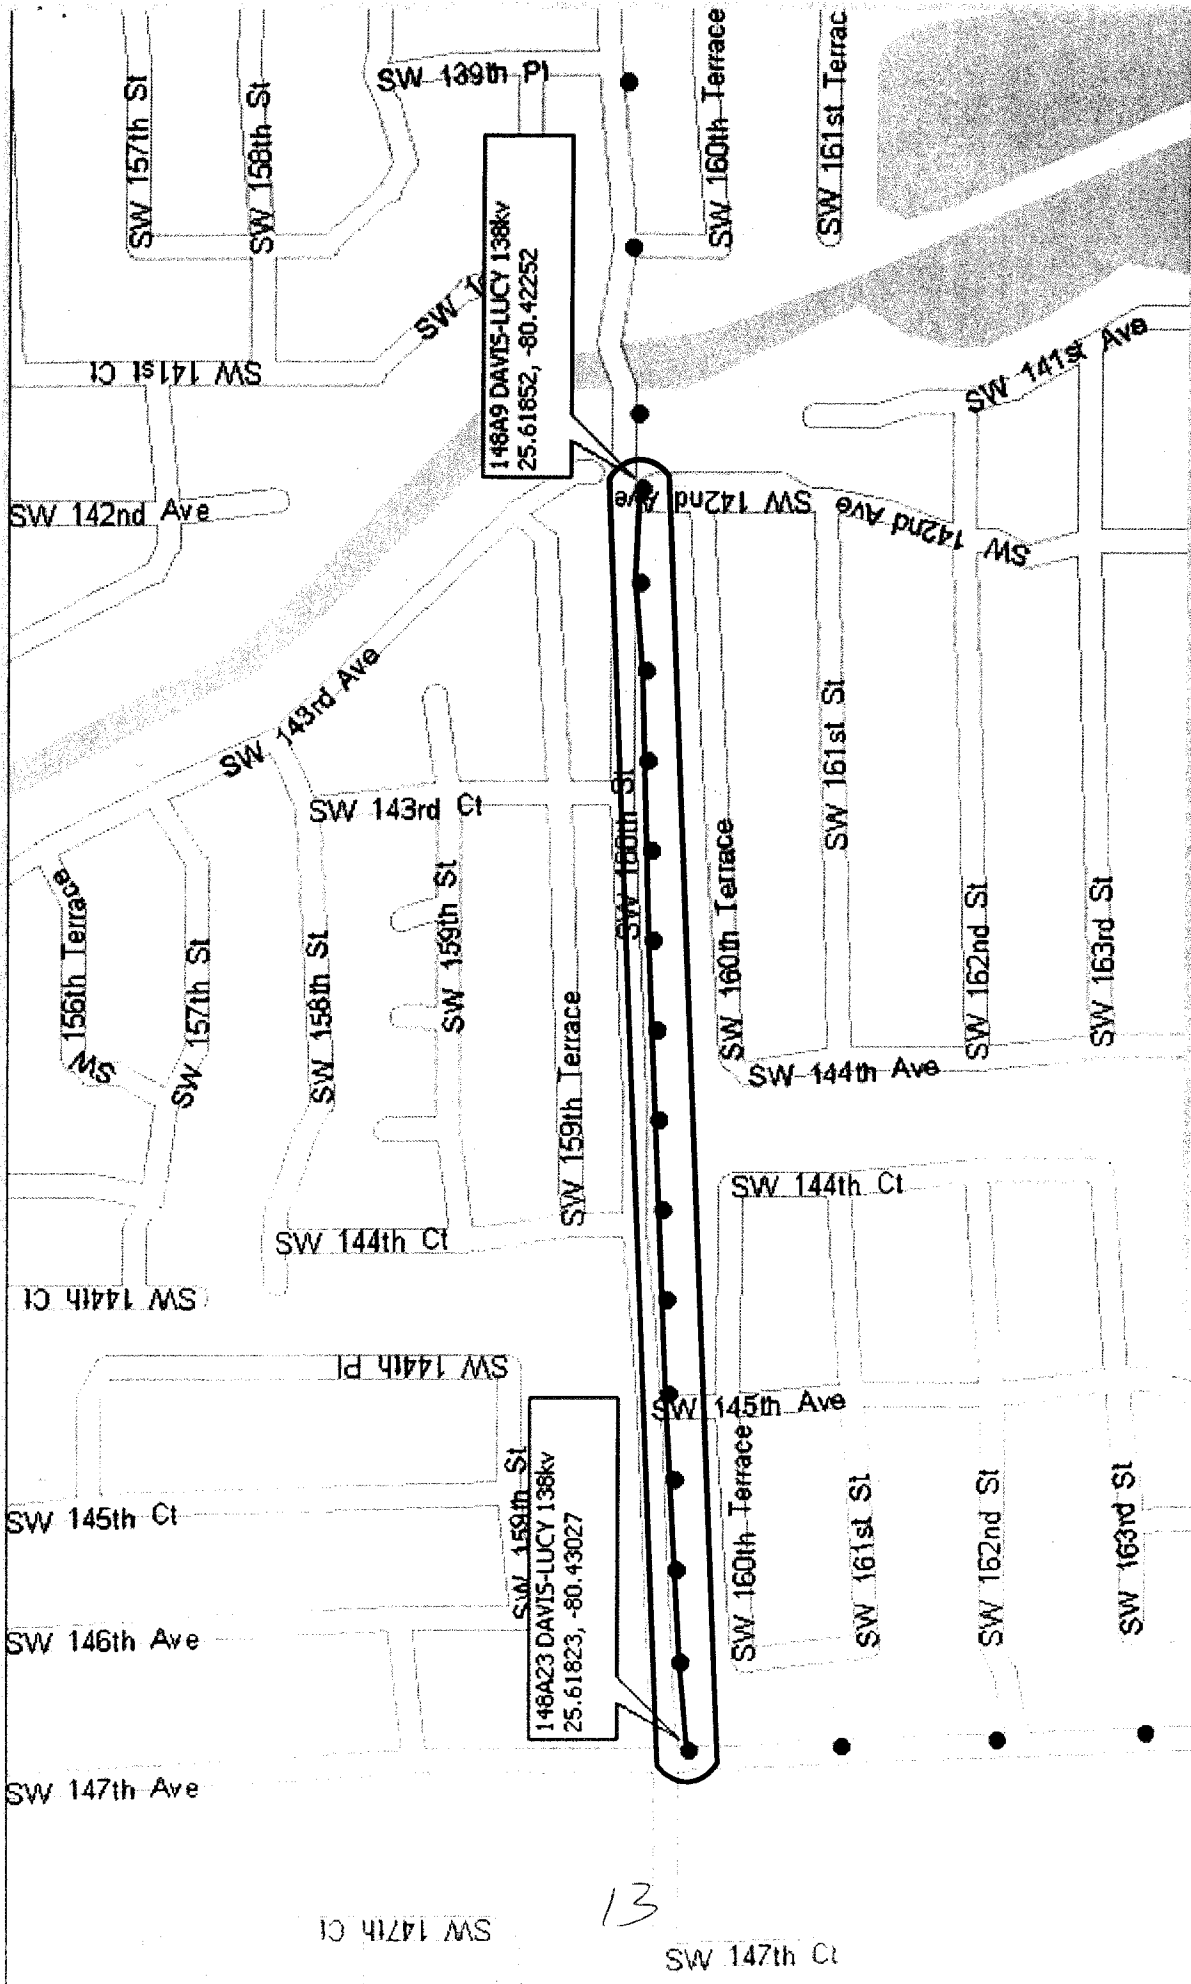 SW 157th St
SW 158th St
SW 139th Pl
SW 160th Terrace
SW 161st Terrac
148A9 DAVIS-LUCY 138kv
25.61852, -80.42252
SW 141st Ct
SW 141st Ave
SW 142nd Ave
SW 142nd Ave
SW 142nd Ave
SW 143rd Ave
SW 143rd Ct
SW 160th St
SW 161st St
SW 156th Terrace
SW 157th St
SW 158th St
SW 159th St
SW 159th Terrace
SW 160th Terrace
SW 162nd St
SW 163rd St
SW 144th Ave
SW 144th Ct
SW 144th Ct
SW 144th Ct
SW 144th Pl
SW 145th Ave
SW 145th Ct
SW 159th St
148A23 DAVIS-LUCY 138kv
25.61823, -80.43027
SW 160th Terrace
SW 161st St
SW 162nd St
SW 163rd St
SW 146th Ave
SW 147th Ave
13
SW 147th Ct
SW 147th Ct